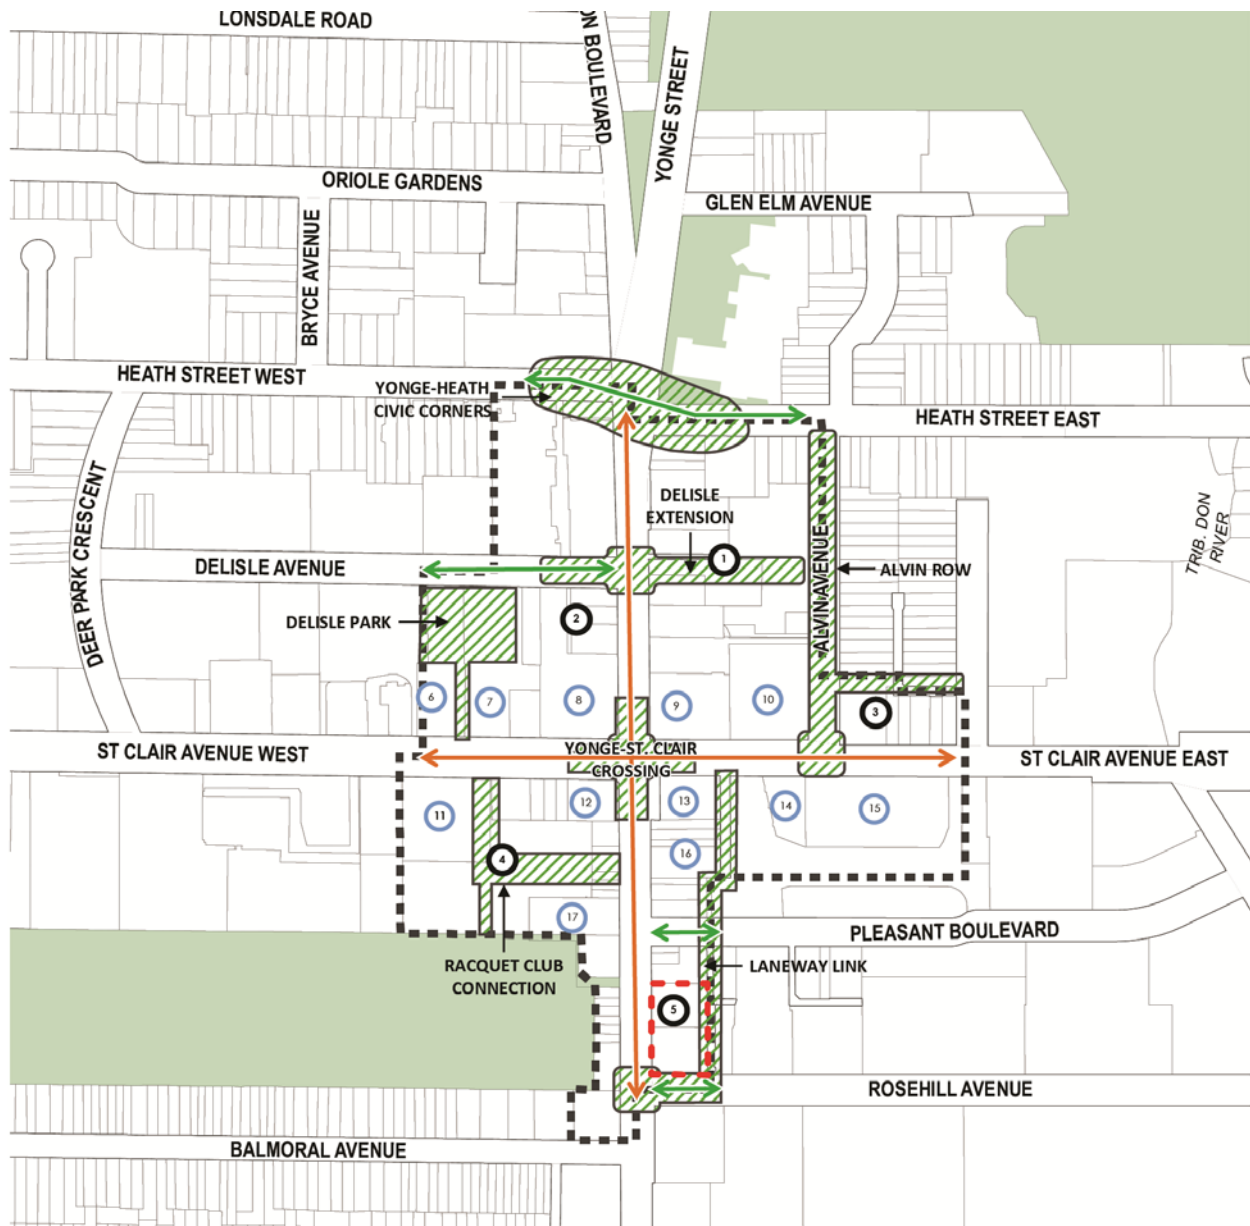 LONSDALE ROAD
ON BOULEVARD
YONGE STREET
ORIOLE GARDENS
GLEN ELM AVENUE
BRYCE AVENUE
HEATH STREET WEST
YONGE-HEATH
CIVIC CORNERS
HEATH STREET EAST
DEER PARK CRESCENT
DELISLE
EXTENSION
TRIB. DON
RIVER
1
DELISLE AVENUE
ALVIN AVENUE
ALVIN ROW
DELISLE PARK
2
6
7
8
9
10
3
ST CLAIR AVENUE WEST
YONGE-ST. CLAIR
CROSSING
ST CLAIR AVENUE EAST
11
12
13
14
15
4
16
17
PLEASANT BOULEVARD
RACQUET CLUB
CONNECTION
LANEWAY LINK
5
ROSEHILL AVENUE
BALMORAL AVENUE